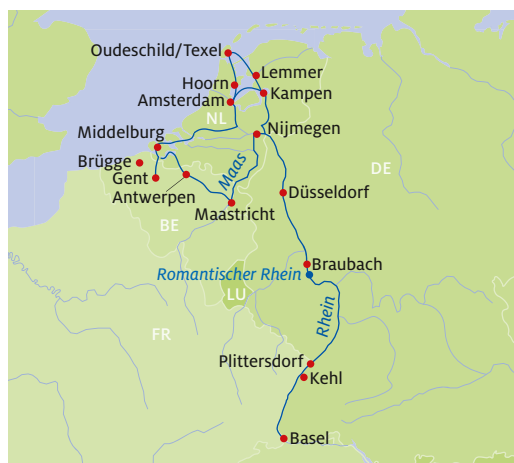 Oudeschild/Texel
Lemmer
Hoorn
Kampen
Amsterdam
NL
Nijmegen
Middelburg
Brügge
DE
Maas
Gent
Düsseldorf
Antwerpen
Maastricht
BE
Braubach
Romantischer Rhein
LU
Rhein
FR
Plittersdorf
Kehl
Basel